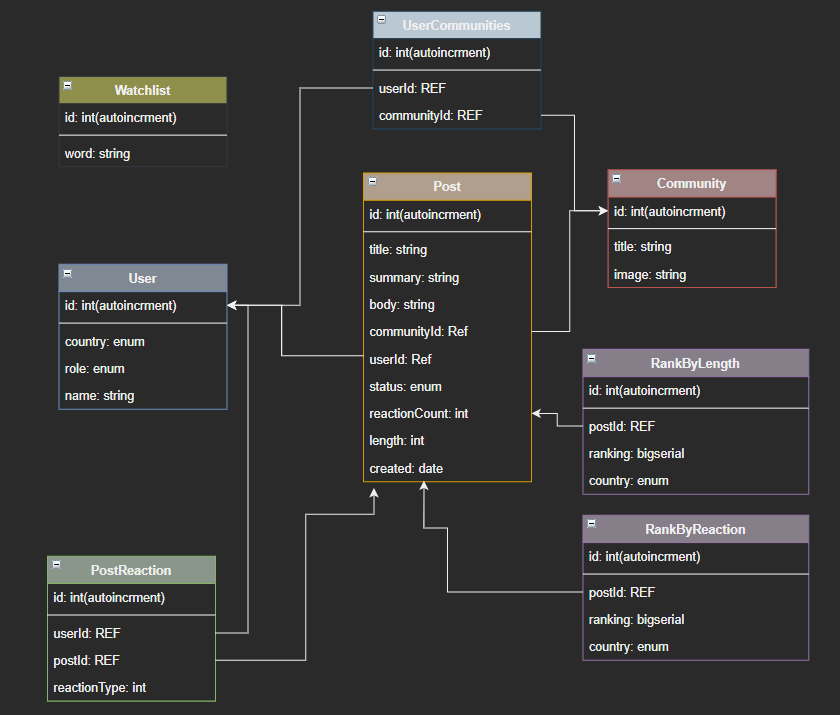 UserCommunities
id: int(autoincrment)
userId: REF
communityId: REF
Watchlist
id: int(autoincrment)
word: string
Post
id: int(autoincrment)
title: string
summary: string
body: string
communityId: Ref
userId: Ref
status: enum
reactionCount: int
length: int
created: date
Community
id: int(autoincrment)
title: string
image: string
User
id: int(autoincrment)
country: enum
role: enum
name: string
RankByLength
id: int(autoincrment)
postId: REF
ranking: bigserial
country: enum
RankByReaction
id: int(autoincrment)
postId: REF
ranking: bigserial
country: enum
PostReaction
id: int(autoincrment)
userId: REF
postId: REF
reactionType: int